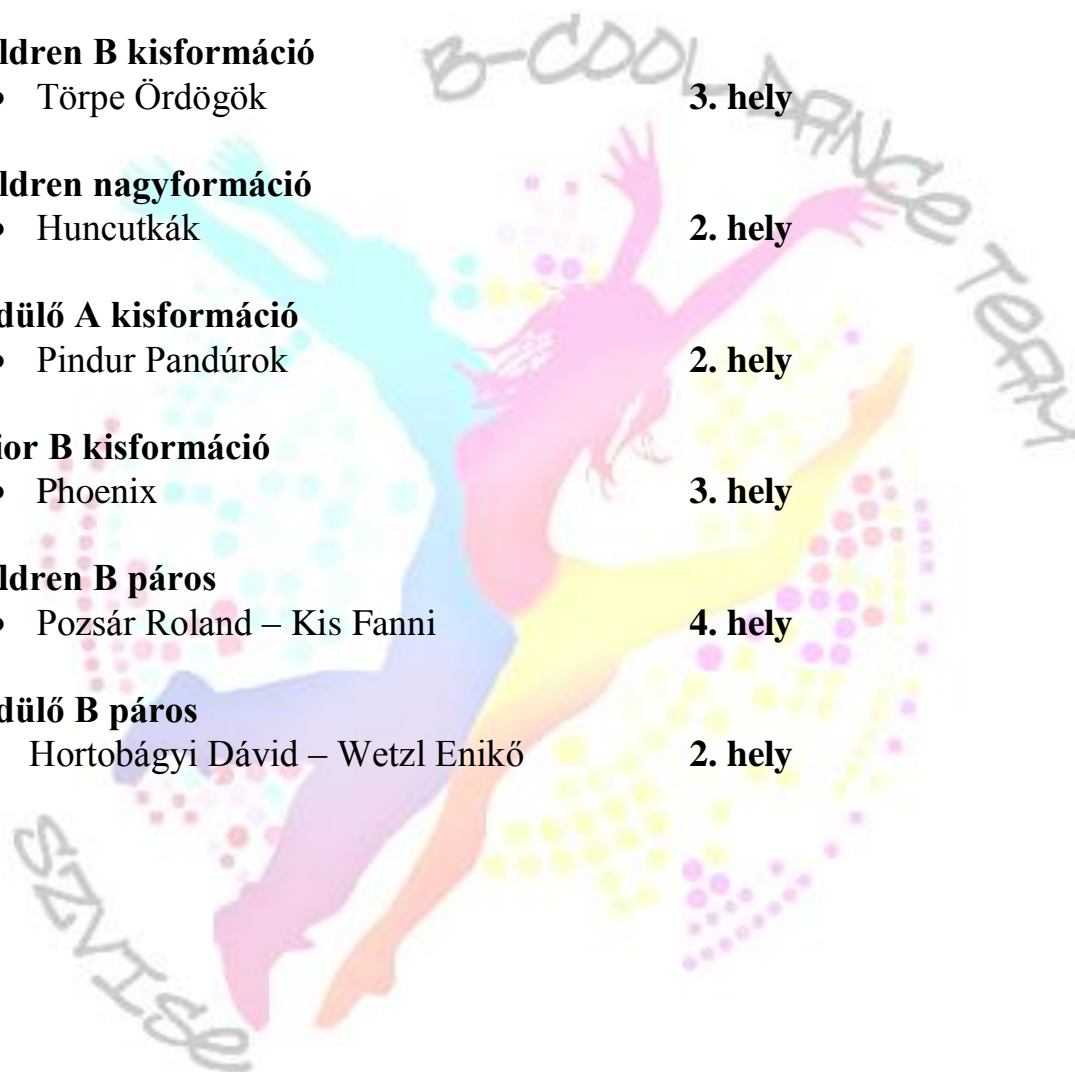 ldren B kisformáció
• Törpe Ördögök 3. hely
ldren nagyformáció
• Huncutkák 2. hely
dülő A kisformáció
• Pindur Pandúrok 2. hely
ior B kisformáció
• Phoenix 3. hely
ldren B páros
• Pozsár Roland – Kis Fanni 4. hely
dülő B páros
Hortobágyi Dávid – Wetzl Enikő 2. hely
B-COOL DANCE TEAM
SZVISE